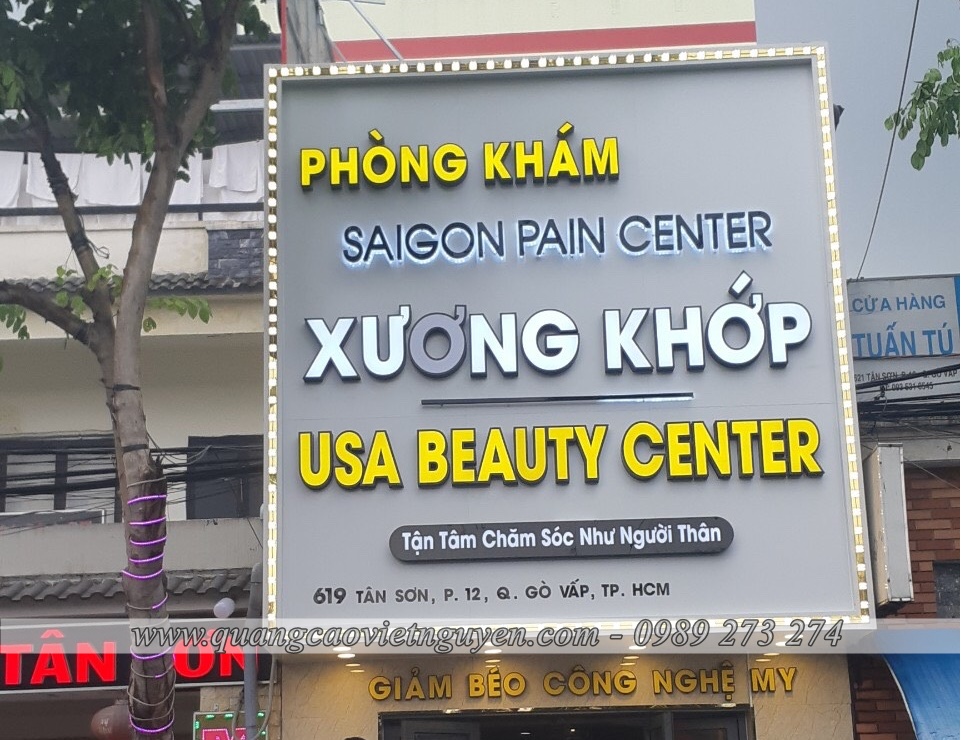 PHÒNG KHÁM
SAIGON PAIN CENTER
XƯƠNG KHỚP
USA BEAUTY CENTER
Tận Tâm Chăm Sóc Như Người Thân
619 TÂN SƠN, P. 12, Q. GÒ VẤP, TP. HCM
www.quangcaovietnguyen.com - 0989 273 274
GIẢM BÉO CÔNG NGHỆ MY
CỬA HÀNG
TUẤN TÚ
TÂN